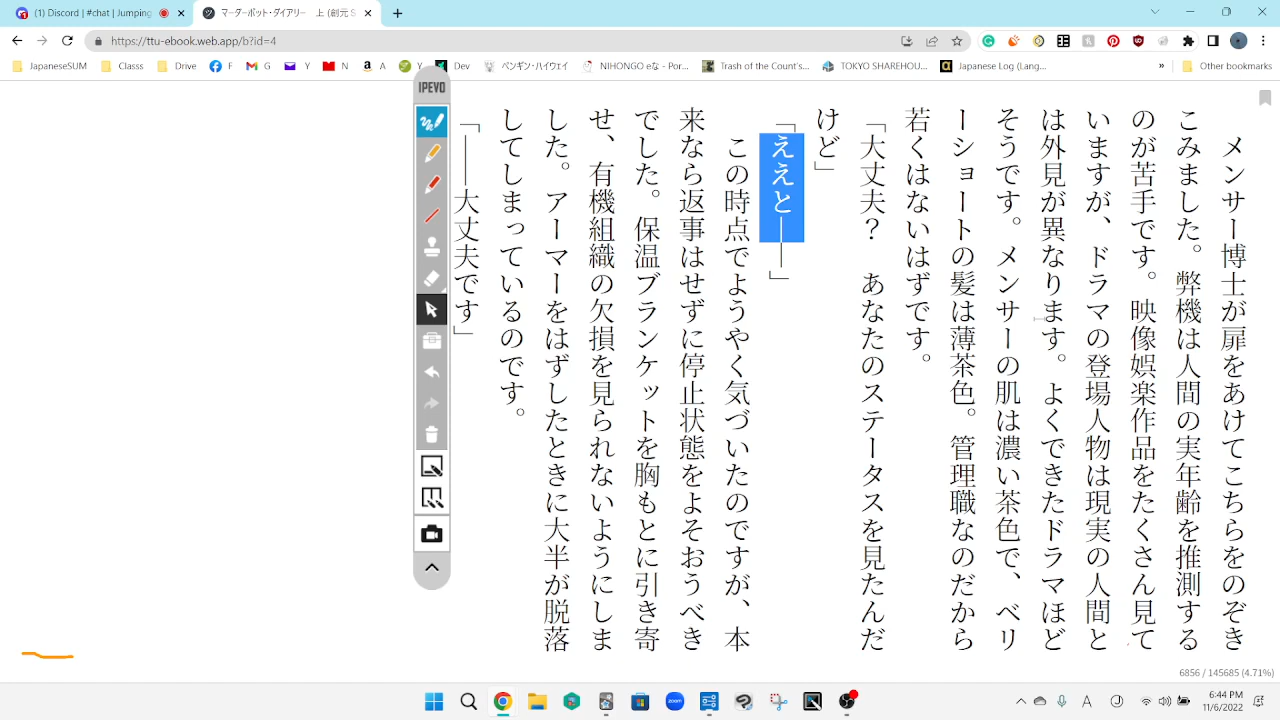 (1) Discord | #chat | Jumping
マーダーボット・ダイアリー　上 (創元 S
https://ttu-ebook.web.app/b?id=4
JapaneseSUM
Classs
Drive
F
G
Y
N
A
Y
Dev
ペンギン・ハイウェイ
NIHONGO eな - Por...
Trash of the Count's...
TOKYO SHAREHOU...
Japanese Log (Lang...
»
Other bookmarks
IPEVO
メンサー博士が扉をあけてこちらをのぞき
こみました。弊機は人間の実年齢を推測する
のが苦手です。映像娯楽作品をたくさん見て
いますが、ドラマの登場人物は現実の人間と
は外見が異なります。よくできたドラマほど
そうです。メンサーの肌は濃い茶色で、ベリ
ーショートの髪は薄茶色。管理職なのだから
若くはないはずです。
「大丈夫？　あなたのステータスを見たんだ
けど」
「ええと――」
この時点でようやく気づいたのですが、本
来なら返事はせずに停止状態をよそおうべき
でした。保温ブランケットを胸もとに引き寄
せ、有機組織の欠損を見られないようにしま
した。アーマーをはずしたときに大半が脱落
してしまっているのです。
「――大丈夫です」
6856 / 145685 (4.71%)
zoom
A
6:44 PM
11/6/2022